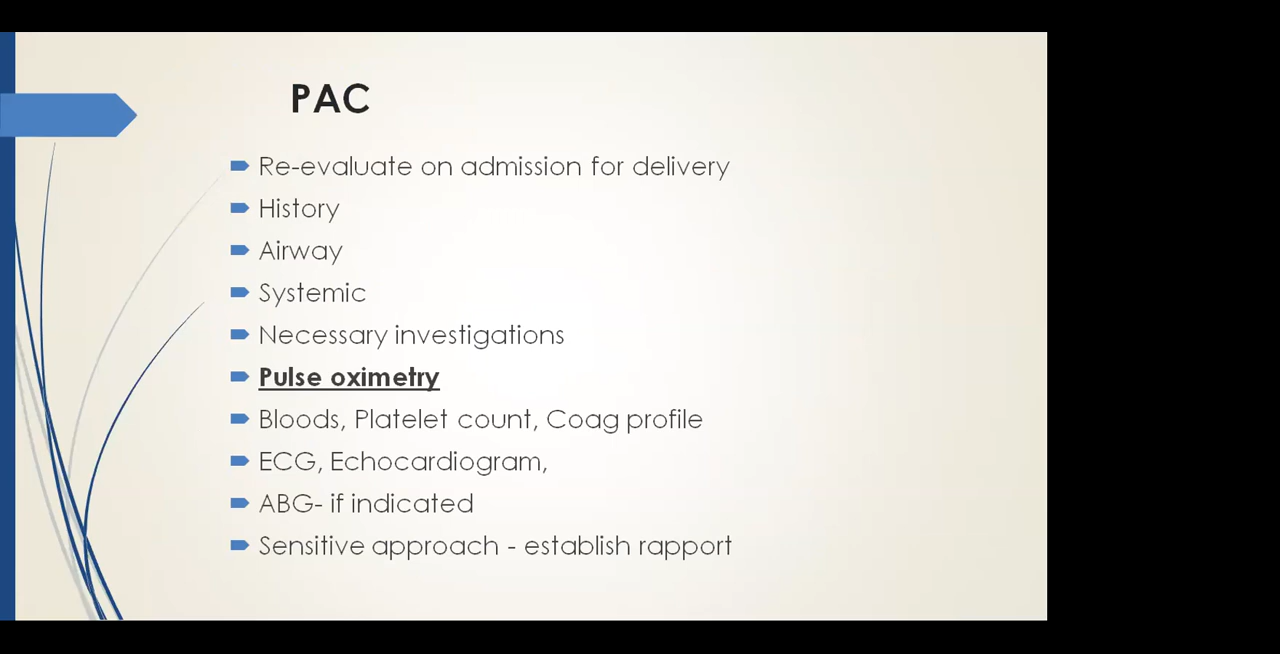 PAC
Re-evaluate on admission for delivery
History
Airway
Systemic
Necessary investigations
Pulse oximetry
Bloods, Platelet count, Coag profile
ECG, Echocardiogram,
ABG- if indicated
Sensitive approach - establish rapport